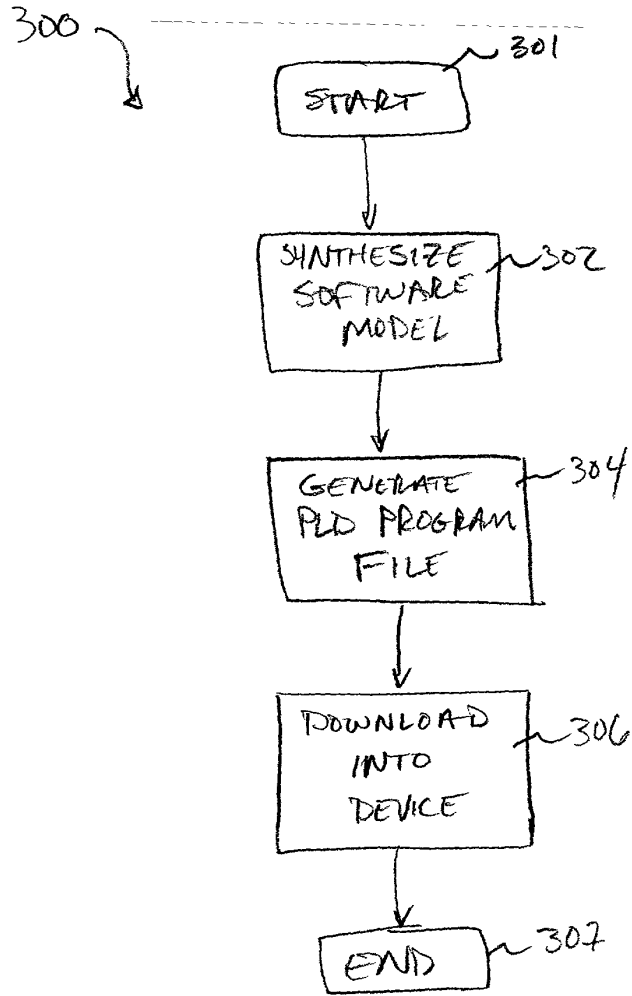 300
301
START
SYNTHESIZE
302
SOFTWARE
MODEL
304
GENERATE
PLD PROGRAM
FILE
306
DOWNLOAD
INTO
DEVICE
307
END